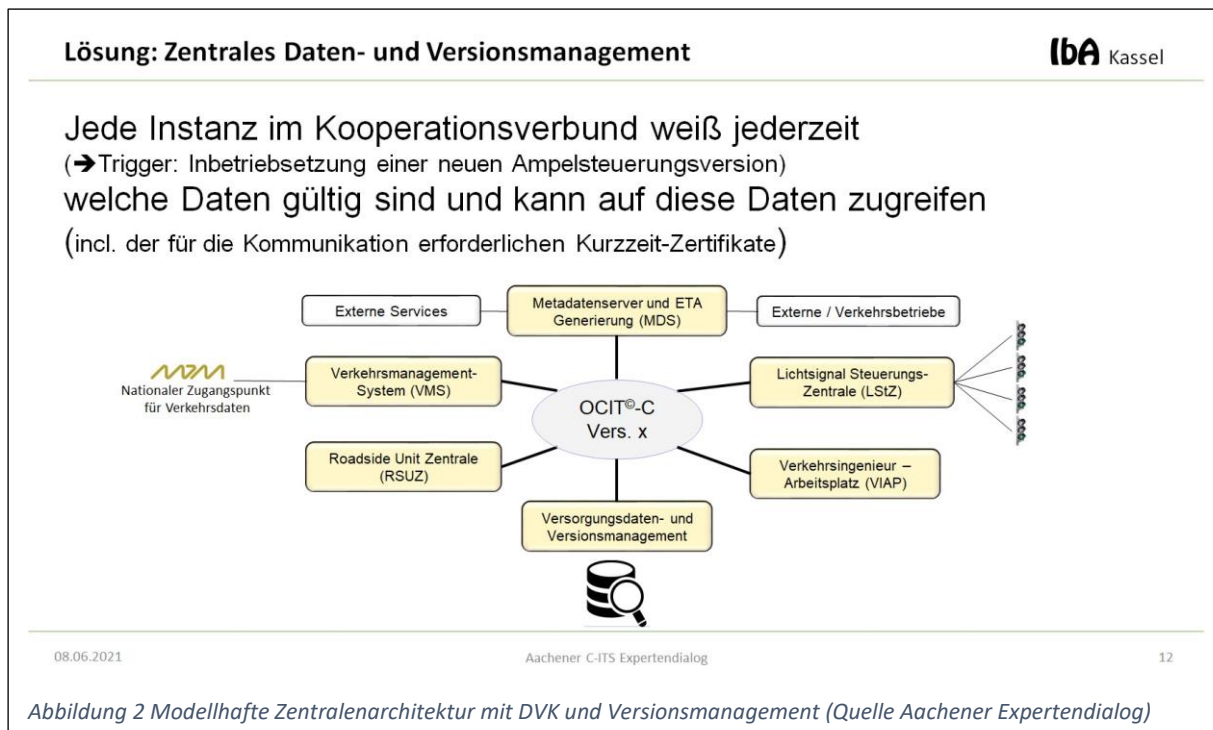 Lösung: Zentrales Daten- und Versionsmanagement
IbA Kassel
Jede Instanz im Kooperationsverbund weiß jederzeit
(➔Trigger: Inbetriebsetzung einer neuen Ampelsteuerungsversion)
welche Daten gültig sind und kann auf diese Daten zugreifen
(incl. der für die Kommunikation erforderlichen Kurzzeit-Zertifikate)
Externe Services
Metadatenserver und ETA
Generierung (MDS)
Externe / Verkehrsbetriebe
MDM
Nationaler Zugangspunkt
für Verkehrsdaten
Verkehrsmanagement-
System (VMS)
OCIT©-C
Vers. x
Lichtsignal Steuerungs-
Zentrale (LStZ)
Roadside Unit Zentrale
(RSUZ)
Verkehrsingenieur –
Arbeitsplatz (VIAP)
Versorgungsdaten- und
Versionsmanagement
08.06.2021
Aachener C-ITS Expertendialog
12
Abbildung 2 Modellhafte Zentralenarchitektur mit DVK und Versionsmanagement (Quelle Aachener Expertendialog)